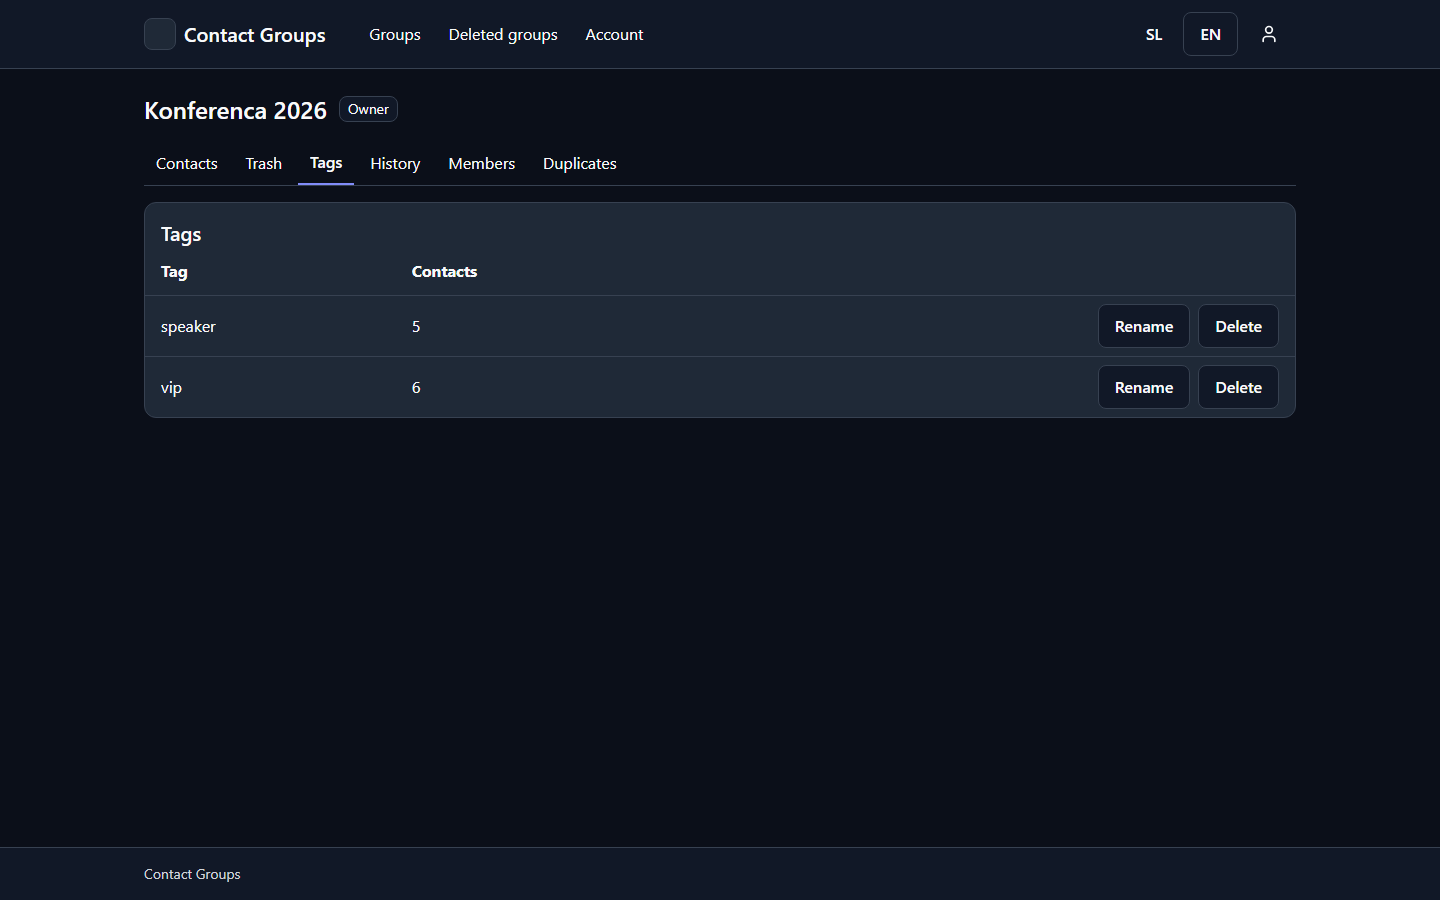 Contact Groups Groups Deleted groups Account SL EN
Konferenca 2026 Owner
Contacts Trash Tags History Members Duplicates
Tags
Tag Contacts
speaker 5 Rename Delete
vip 6 Rename Delete
Contact Groups